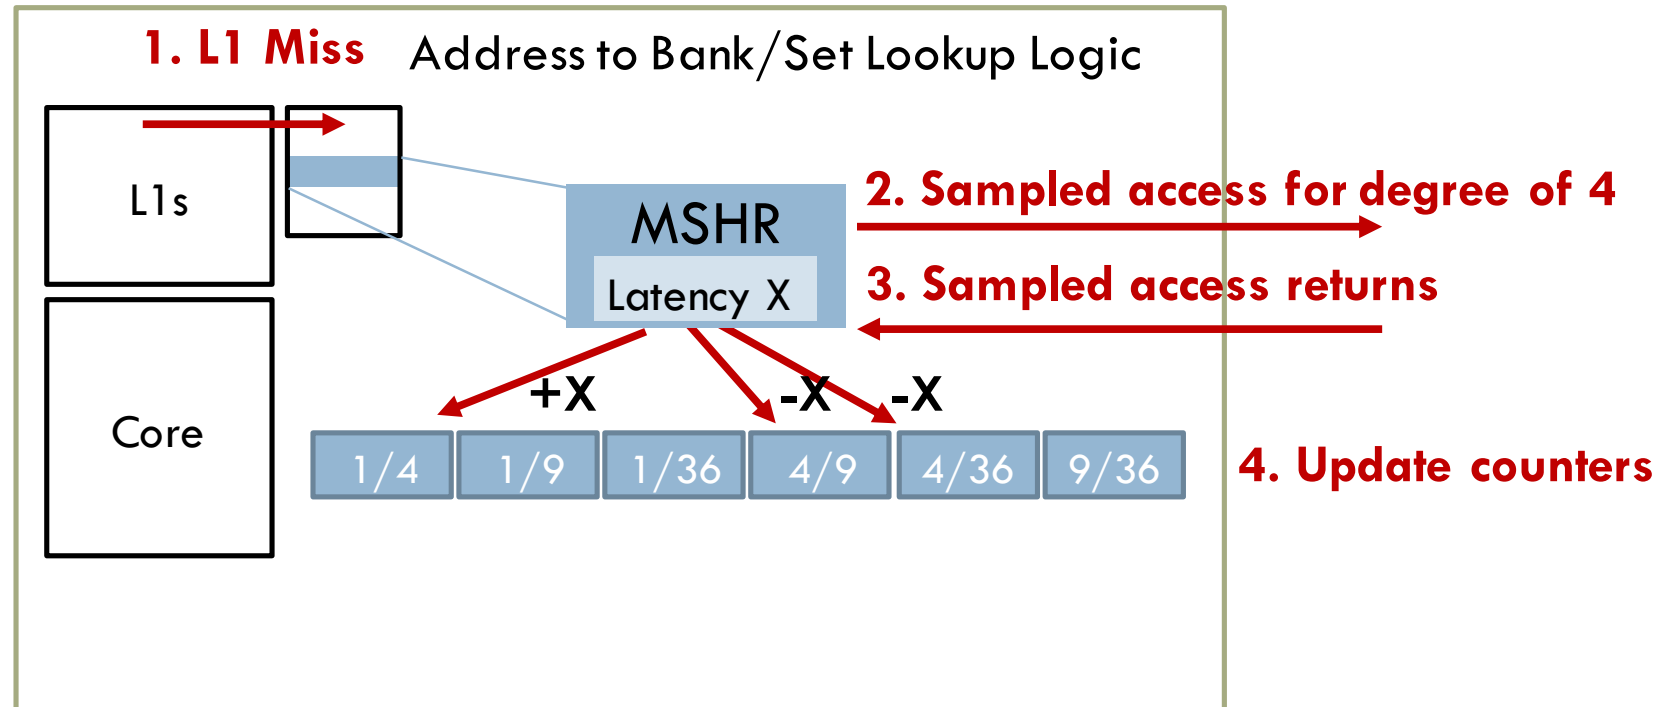 1. L1 Miss
Address to Bank/Set Lookup Logic
L1s
MSHR
Latency X
2. Sampled access for degree of 4
3. Sampled access returns
+X
-X
-X
Core
1/4
1/9
1/36
4/9
4/36
9/36
4. Update counters